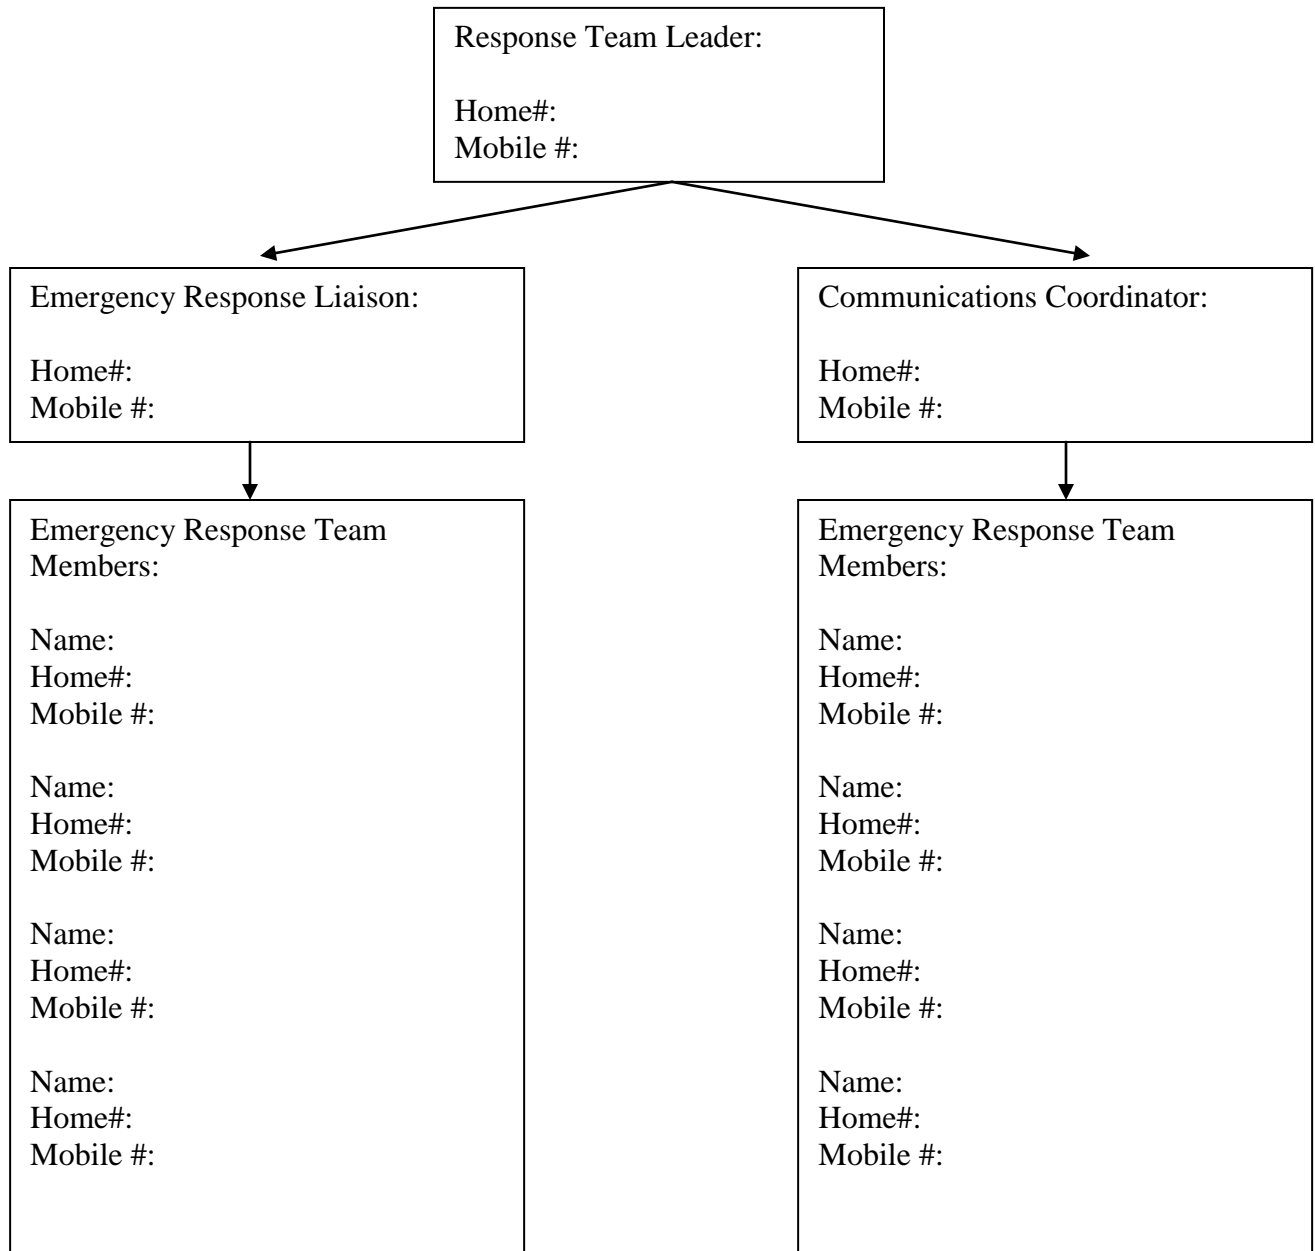 Response Team Leader:
Home#:
Mobile #:
Emergency Response Liaison:
Home#:
Mobile #:
Communications Coordinator:
Home#:
Mobile #:
Emergency Response Team
Members:
Name:
Home#:
Mobile #:
Name:
Home#:
Mobile #:
Name:
Home#:
Mobile #:
Name:
Home#:
Mobile #:
Emergency Response Team
Members:
Name:
Home#:
Mobile #:
Name:
Home#:
Mobile #:
Name:
Home#:
Mobile #:
Name:
Home#:
Mobile #: